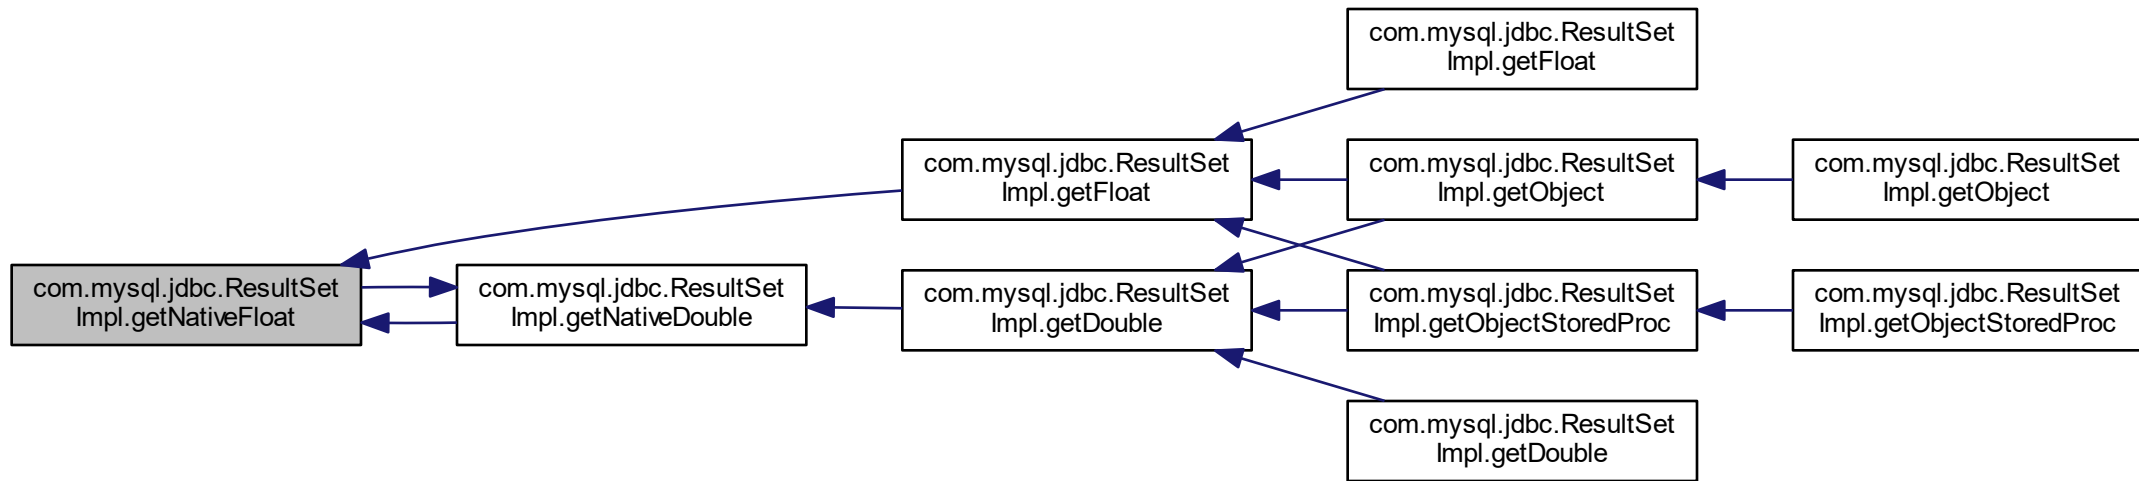 com.mysql.jdbc.ResultSet
Impl.getNativeFloat
com.mysql.jdbc.ResultSet
Impl.getNativeDouble
com.mysql.jdbc.ResultSet
Impl.getFloat
com.mysql.jdbc.ResultSet
Impl.getDouble
com.mysql.jdbc.ResultSet
Impl.getFloat
com.mysql.jdbc.ResultSet
Impl.getObject
com.mysql.jdbc.ResultSet
Impl.getObjectStoredProc
com.mysql.jdbc.ResultSet
Impl.getDouble
com.mysql.jdbc.ResultSet
Impl.getObject
com.mysql.jdbc.ResultSet
Impl.getObjectStoredProc